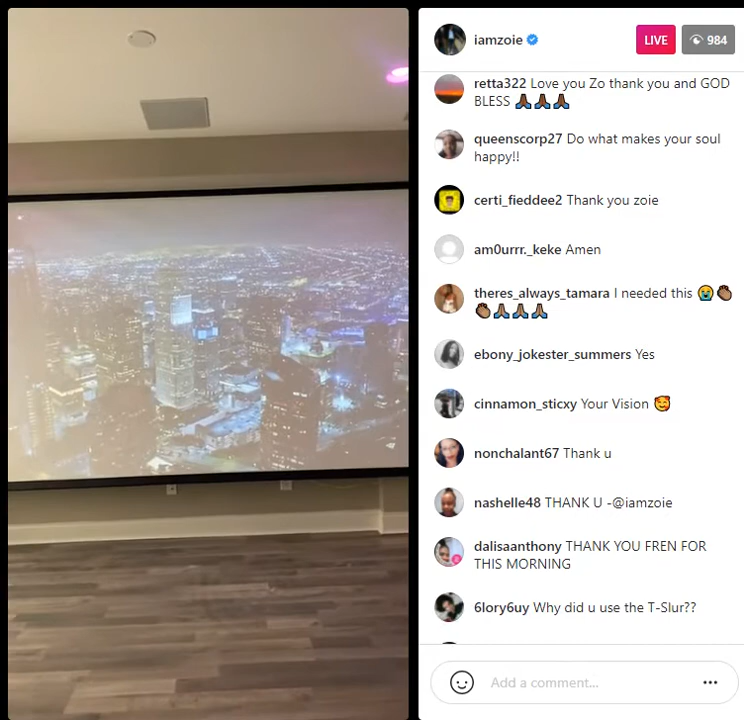 iamzoie
LIVE
984
retta322 Love you Zo thank you and GOD
BLESS 🙏🏾🙏🏾🙏🏾
queenscorp27 Do what makes your soul
happy!!
certi_fieddee2 Thank you zoie
am0urrr._keke Amen
theres_always_tamara I needed this 😭👏🏽
👏🏽🙏🏽🙏🏽🙏🏽
ebony_jokester_summers Yes
cinnamon_sticxy Your Vision 🥰
nonchalant67 Thank u
nashelle48 THANK U -@iamzoie
dalisaanthony THANK YOU FREN FOR
THIS MORNING
6lory6uy Why did u use the T-Slur??
Add a comment...